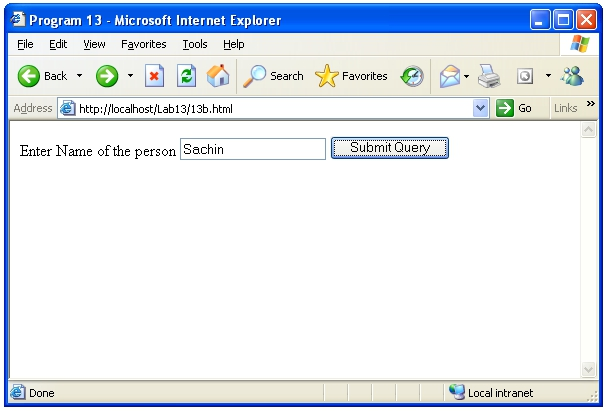 Program 13 - Microsoft Internet Explorer
File Edit View Favorites Tools Help
Back Search Favorites
Address http://localhost/Lab13/13b.html Go Links »
Enter Name of the person Sachin Submit Query
Done Local intranet